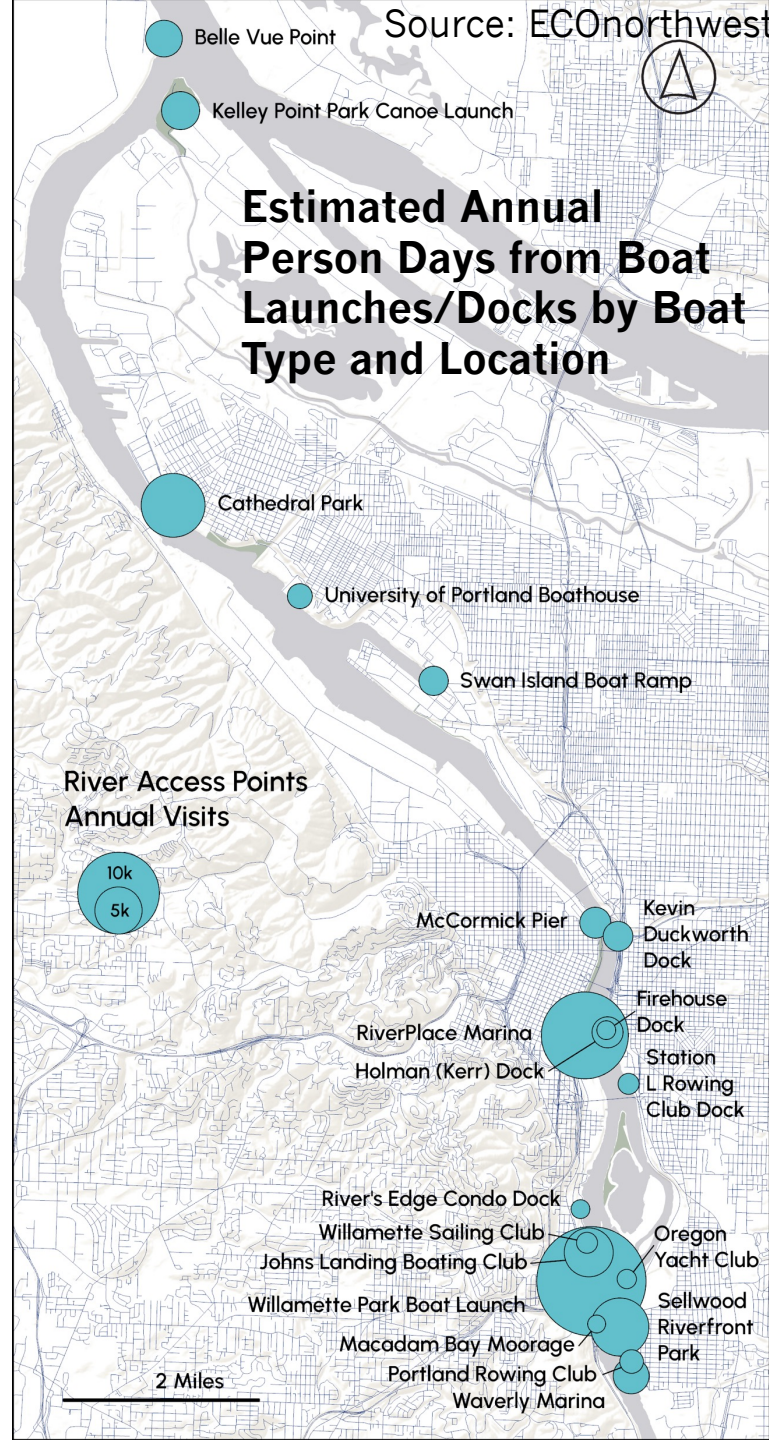 Source: ECOnorthwest
Belle Vue Point
Kelley Point Park Canoe Launch
Estimated Annual
Person Days from Boat
Launches/Docks by Boat
Type and Location
Cathedral Park
University of Portland Boathouse
Swan Island Boat Ramp
River Access Points
Annual Visits
10k
5k
McCormick Pier
Kevin
Duckworth
Dock
Firehouse
Dock
RiverPlace Marina
Holman (Kerr) Dock
Station
L Rowing
Club Dock
River's Edge Condo Dock
Willamette Sailing Club
Johns Landing Boating Club
Oregon
Yacht Club
Willamette Park Boat Launch
Sellwood
Riverfront
Park
Macadam Bay Moorage
Portland Rowing Club
Waverly Marina
2 Miles